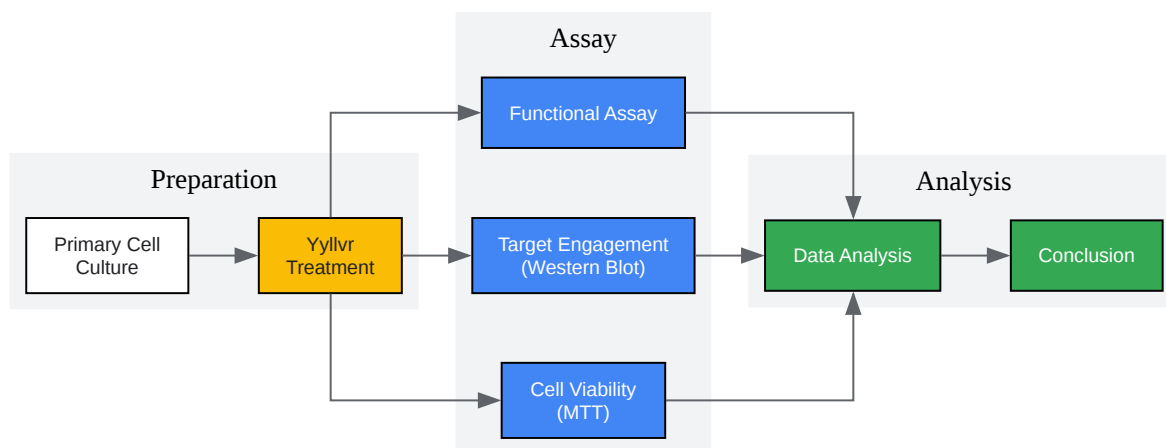 Assay
Functional Assay
Preparation
Primary Cell
Culture
Yyllvr
Treatment
Target Engagement
(Western Blot)
Cell Viability
(MTT)
Analysis
Data Analysis
Conclusion